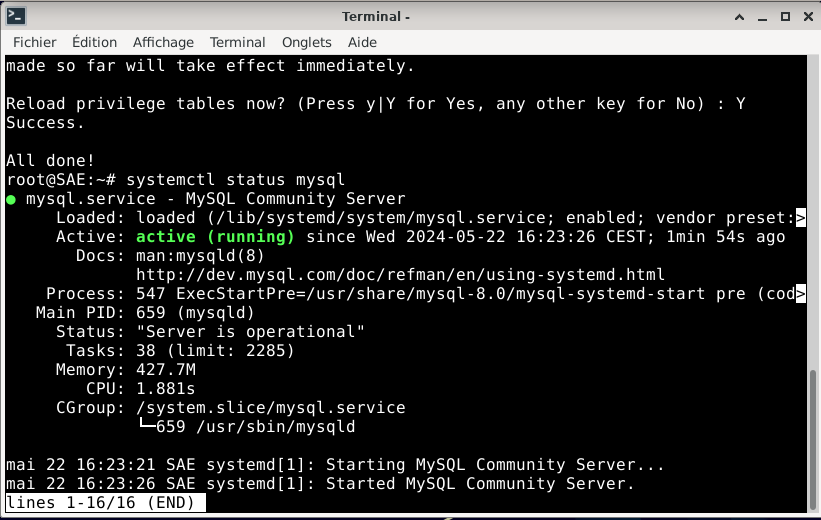 Terminal -
Fichier Édition Affichage Terminal Onglets Aide
made so far will take effect immediately.
Reload privilege tables now? (Press y|Y for Yes, any other key for No) : Y
Success.
All done!
root@SAE:~# systemctl status mysql
● mysql.service - MySQL Community Server
Loaded: loaded (/lib/systemd/system/mysql.service; enabled; vendor preset:>
Active: active (running) since Wed 2024-05-22 16:23:26 CEST; 1min 54s ago
Docs: man:mysqld(8)
http://dev.mysql.com/doc/refman/en/using-systemd.html
Process: 547 ExecStartPre=/usr/share/mysql-8.0/mysql-systemd-start pre (cod>
Main PID: 659 (mysqld)
Status: "Server is operational"
Tasks: 38 (limit: 2285)
Memory: 427.7M
CPU: 1.881s
CGroup: /system.slice/mysql.service
└─659 /usr/sbin/mysqld
mai 22 16:23:21 SAE systemd[1]: Starting MySQL Community Server...
mai 22 16:23:26 SAE systemd[1]: Started MySQL Community Server.
lines 1-16/16 (END)